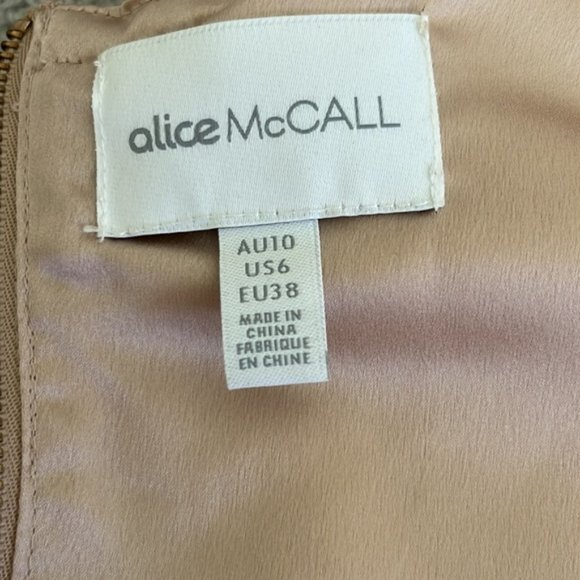 alice McCALL
AU10
US6
EU38
MADE IN
CHINA
FABRIQUE
EN CHINE